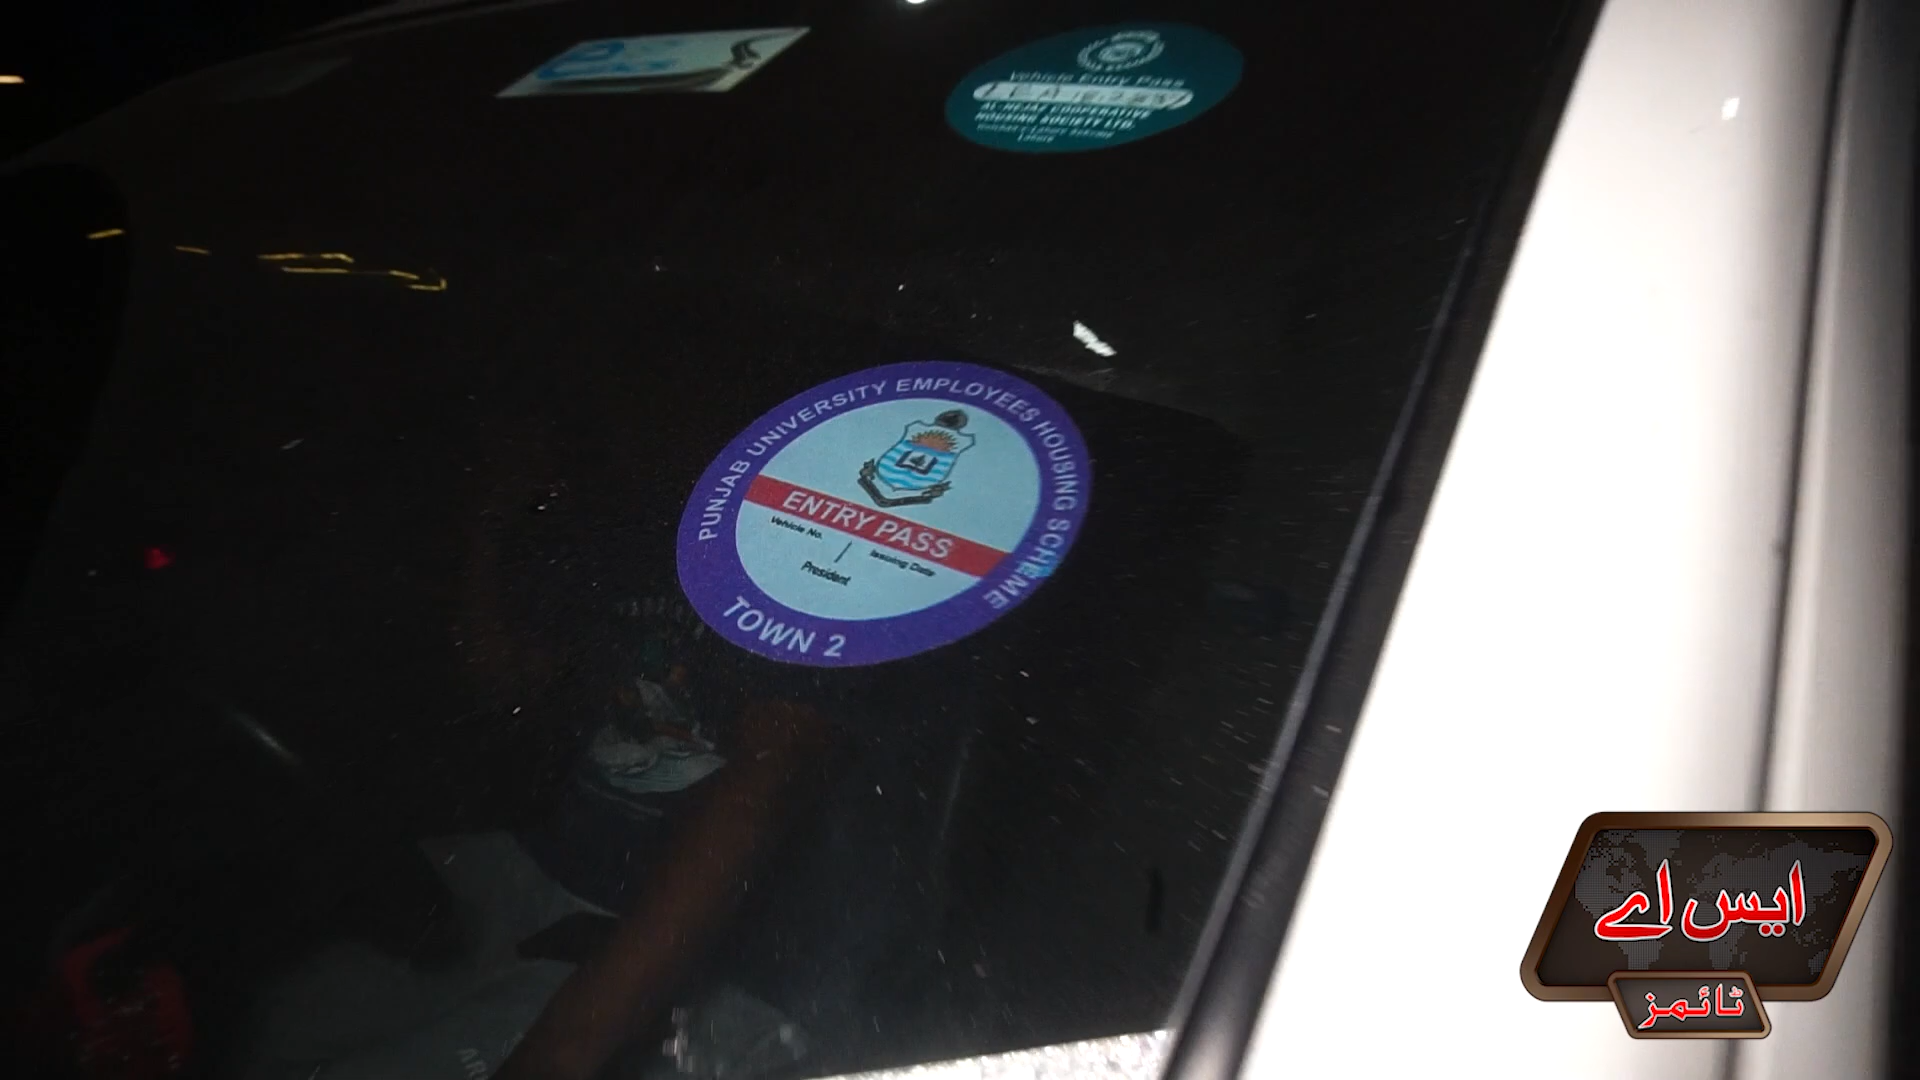 Vehicle Entry Pass
AL-HEJAZ COOPERATIVE
HOUSING SOCIETY LTD.
PUNJAB UNIVERSITY EMPLOYEES HOUSING SCHEME
ENTRY PASS
Vehicle No.
Issuing Date
President
TOWN 2
ایس اے
ٹائمز